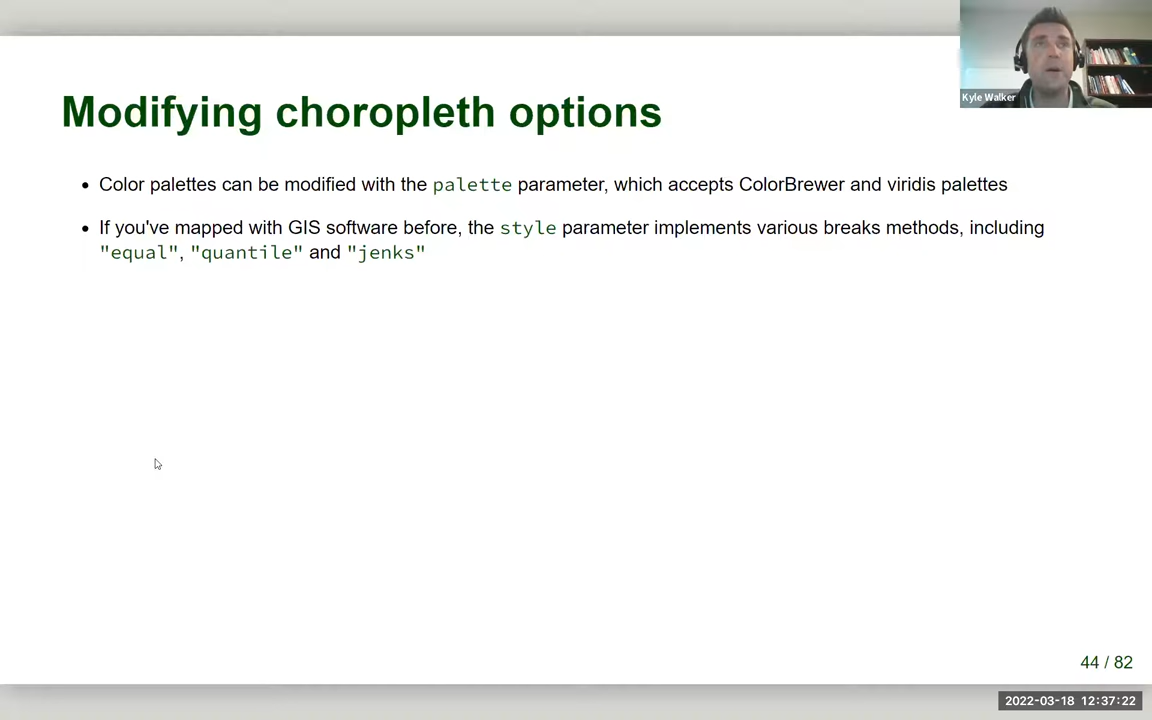 Kyle Walker
Modifying choropleth options
Color palettes can be modified with the palette parameter, which accepts ColorBrewer and viridis palettes
If you've mapped with GIS software before, the style parameter implements various breaks methods, including
"equal", "quantile" and "jenks"
44 / 82
2022-03-18 12:37:22